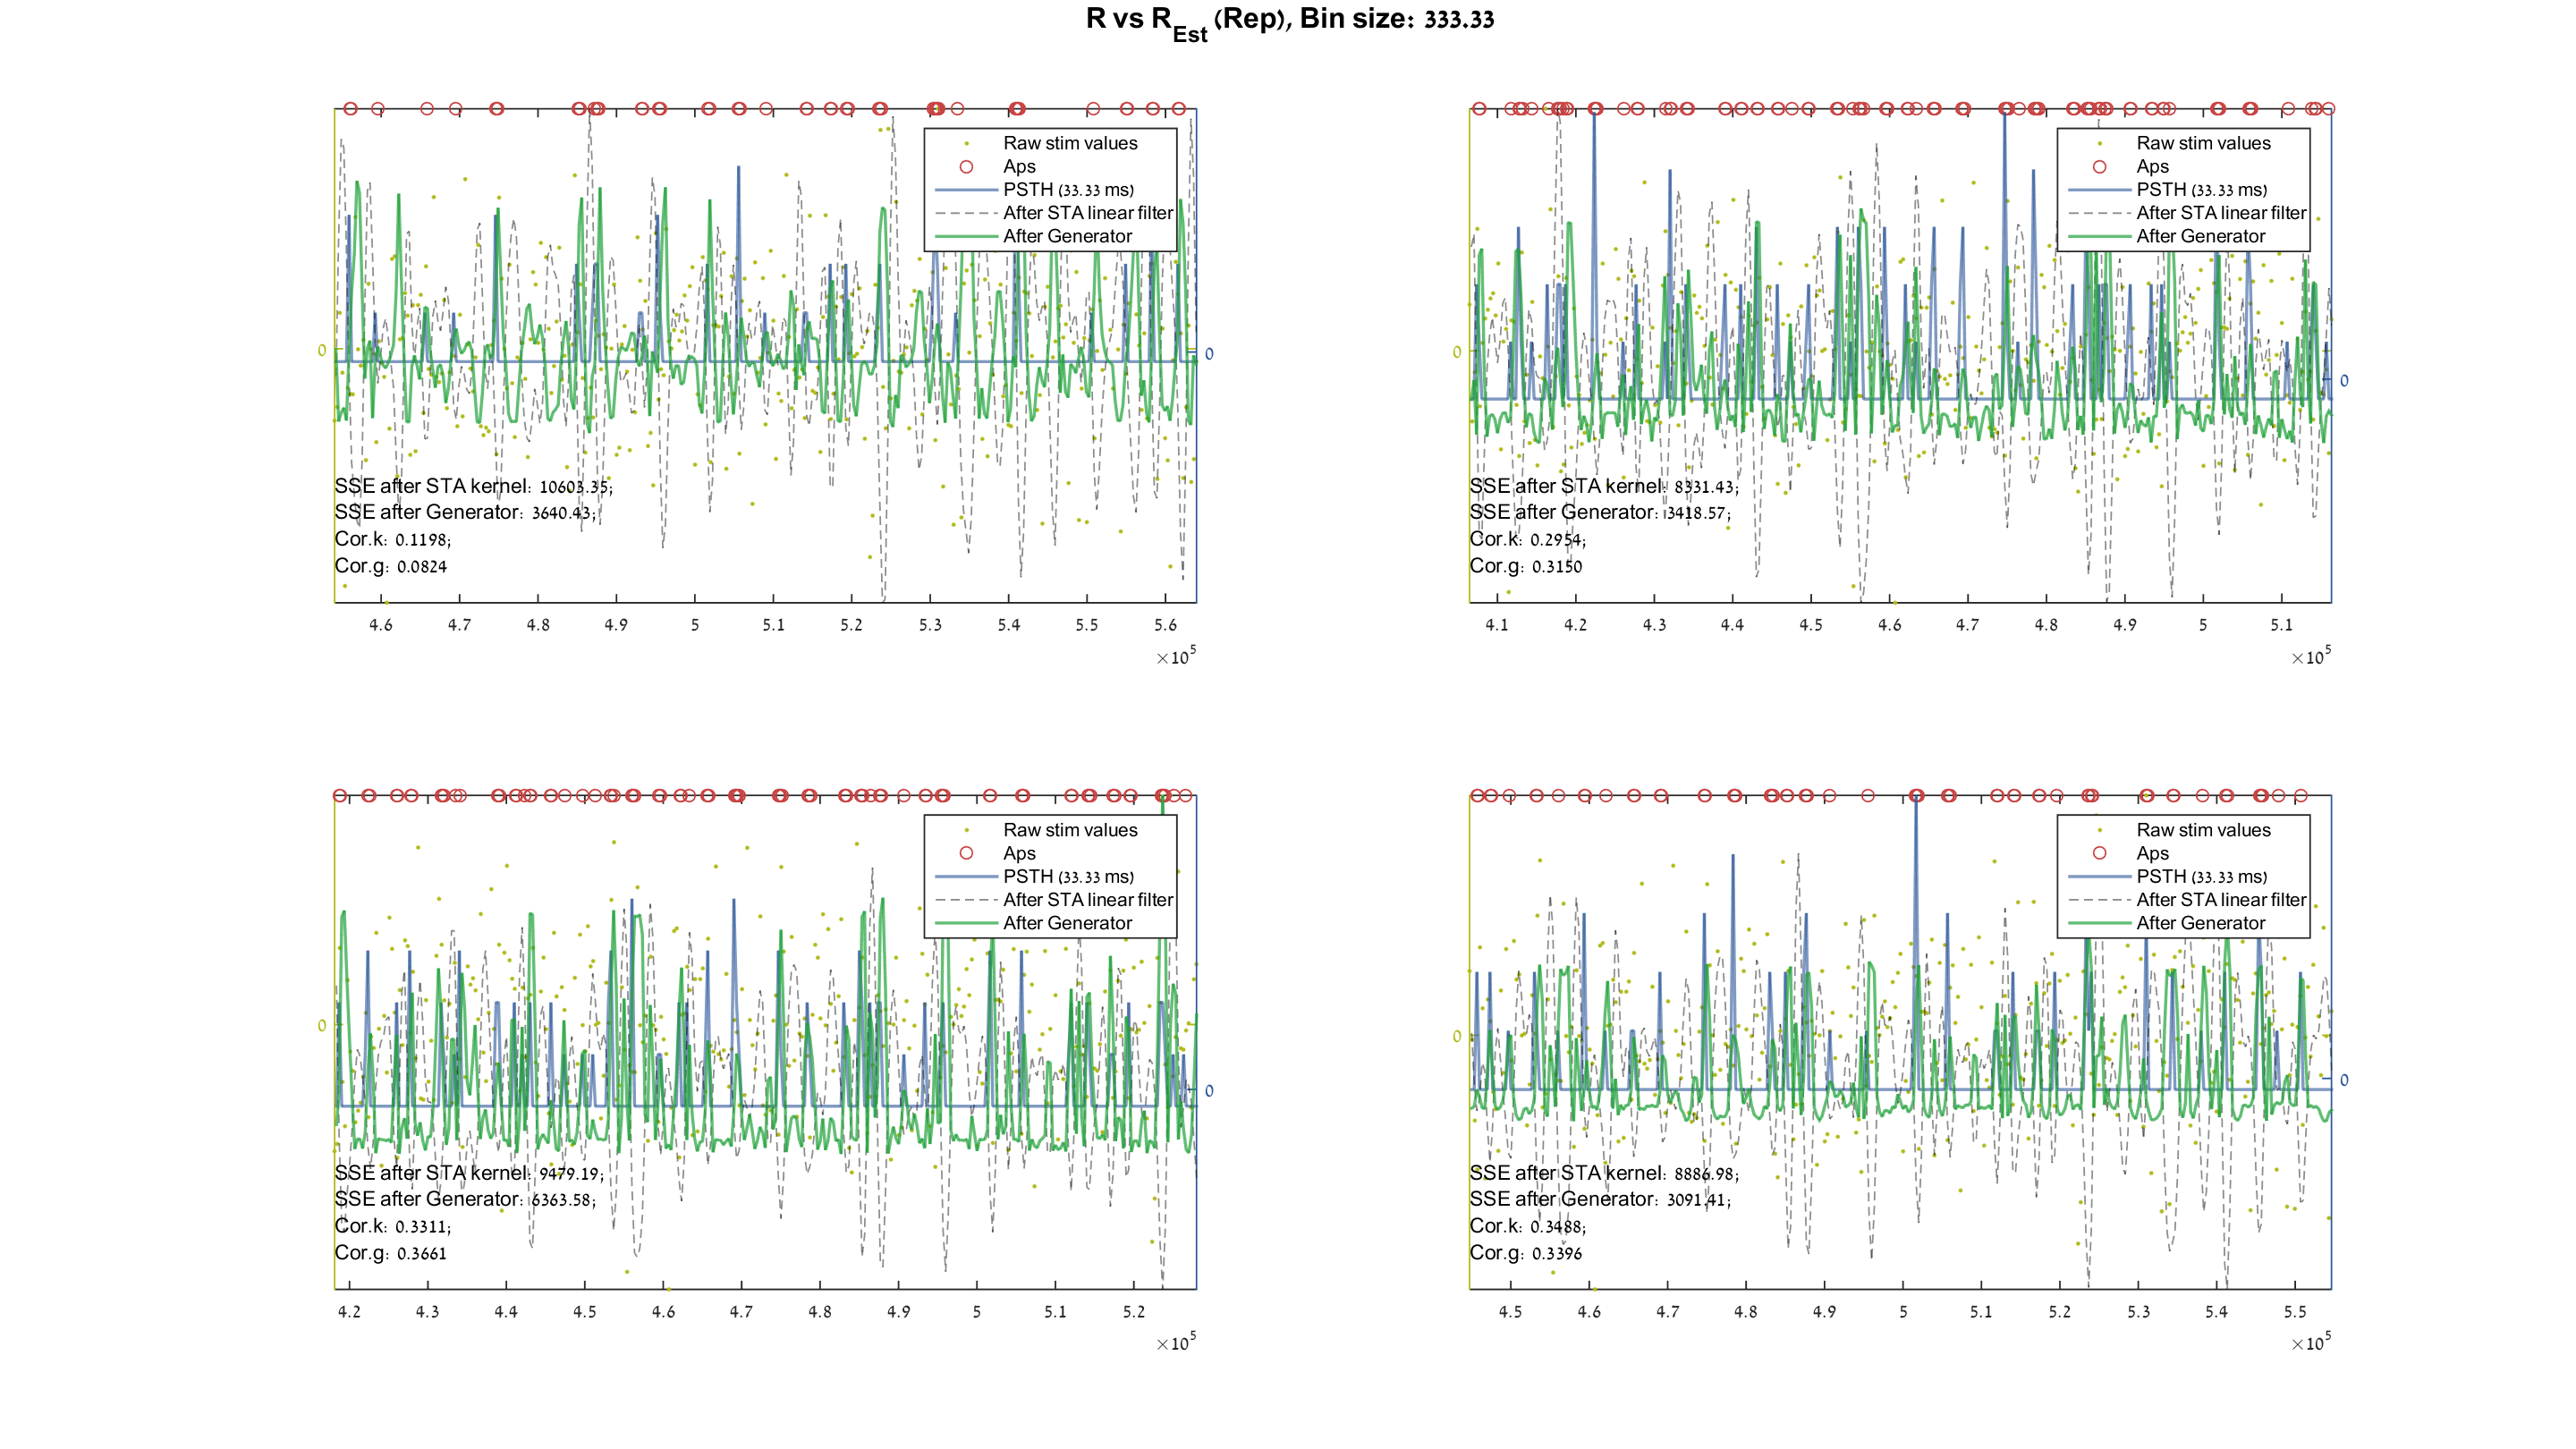 R vs R_Est (Rep), Bin size: 333.33
Raw stim values
Aps
PSTH (33.33 ms)
After STA linear filter
After Generator
0
0
SSE after STA kernel: 10603.35;
SSE after Generator: 3640.43;
Cor.k: 0.1198;
Cor.g: 0.0824
4.6 4.7 4.8 4.9 5 5.1 5.2 5.3 5.4 5.5 5.6
×10^5
Raw stim values
Aps
PSTH (33.33 ms)
After STA linear filter
After Generator
0
0
SSE after STA kernel: 8331.43;
SSE after Generator: 3418.57;
Cor.k: 0.2954;
Cor.g: 0.3150
4.1 4.2 4.3 4.4 4.5 4.6 4.7 4.8 4.9 5 5.1
×10^5
Raw stim values
Aps
PSTH (33.33 ms)
After STA linear filter
After Generator
0
0
SSE after STA kernel: 9479.19;
SSE after Generator: 6363.58;
Cor.k: 0.3311;
Cor.g: 0.3661
4.2 4.3 4.4 4.5 4.6 4.7 4.8 4.9 5 5.1 5.2
×10^5
Raw stim values
Aps
PSTH (33.33 ms)
After STA linear filter
After Generator
0
0
SSE after STA kernel: 8886.98;
SSE after Generator: 3091.41;
Cor.k: 0.3488;
Cor.g: 0.3396
4.5 4.6 4.7 4.8 4.9 5 5.1 5.2 5.3 5.4 5.5
×10^5